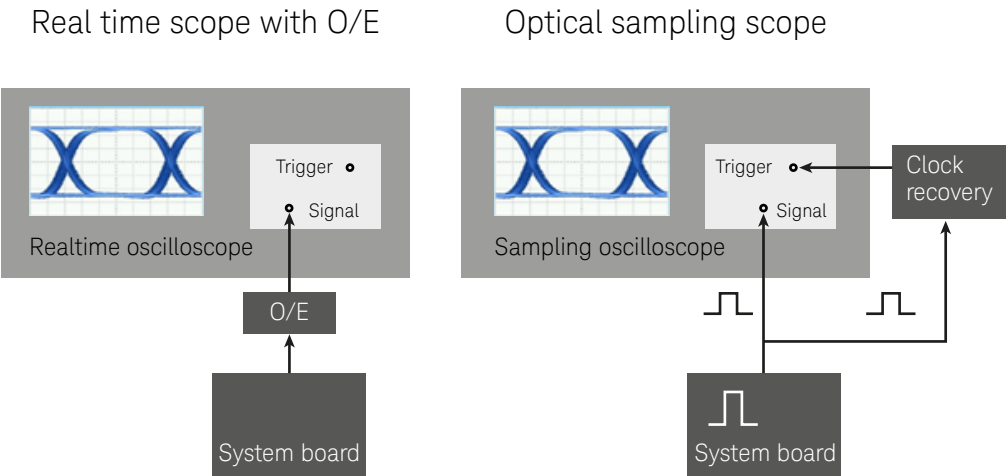 Real time scope with O/E
Optical sampling scope
Trigger
Signal
Realtime oscilloscope
O/E
System board
Trigger
Signal
Sampling oscilloscope
Clock
recovery
System board